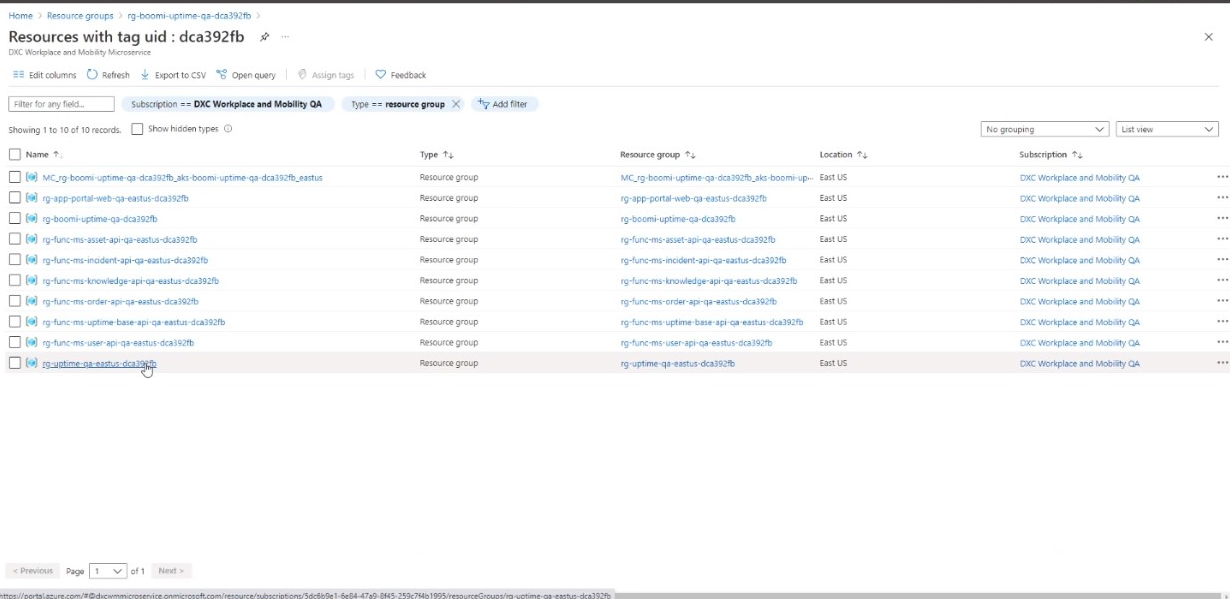 Home > Resource groups > rg-boomi-uptime-qa-dca392fb >
Resources with tag uid : dca392fb ...
DXC Workplace and Mobility Microservice
Edit columns Refresh Export to CSV Open query Assign tags Feedback
Filter for any field... Subscription == DXC Workplace and Mobility QA Type == resource group Add filter
Showing 1 to 10 of 10 records. Show hidden types No grouping List view
Name Type Resource group Location Subscription
MC_rg-boomi-uptime-qa-dca392fb_aks-boomi-uptime-qa-dca392fb_eastus Resource group MC_rg-boomi-uptime-qa-dca392fb_aks-boomi-up... East US DXC Workplace and Mobility QA ...
rg-app-portal-web-qa-eastus-dca392fb Resource group rg-app-portal-web-qa-eastus-dca392fb East US DXC Workplace and Mobility QA ...
rg-boomi-uptime-qa-dca392fb Resource group rg-boomi-uptime-qa-dca392fb East US DXC Workplace and Mobility QA ...
rg-func-ms-asset-api-qa-eastus-dca392fb Resource group rg-func-ms-asset-api-qa-eastus-dca392fb East US DXC Workplace and Mobility QA ...
rg-func-ms-incident-api-qa-eastus-dca392fb Resource group rg-func-ms-incident-api-qa-eastus-dca392fb East US DXC Workplace and Mobility QA ...
rg-func-ms-knowledge-api-qa-eastus-dca392fb Resource group rg-func-ms-knowledge-api-qa-eastus-dca392fb East US DXC Workplace and Mobility QA ...
rg-func-ms-order-api-qa-eastus-dca392fb Resource group rg-func-ms-order-api-qa-eastus-dca392fb East US DXC Workplace and Mobility QA ...
rg-func-ms-uptime-base-api-qa-eastus-dca392fb Resource group rg-func-ms-uptime-base-api-qa-eastus-dca392fb East US DXC Workplace and Mobility QA ...
rg-func-ms-user-api-qa-eastus-dca392fb Resource group rg-func-ms-user-api-qa-eastus-dca392fb East US DXC Workplace and Mobility QA ...
rg-uptime-qa-eastus-dca392fb Resource group rg-uptime-qa-eastus-dca392fb East US DXC Workplace and Mobility QA ...
< Previous Page 1 of 1 Next >
https://portal.azure.com/#@dxcwmmicroservice.onmicrosoft.com/resource/subscriptions/5dc6b9e1-6e84-47a9-8f45-259c7f4b1995/resourceGroups/rg-uptime-qa-eastus-dca392fb